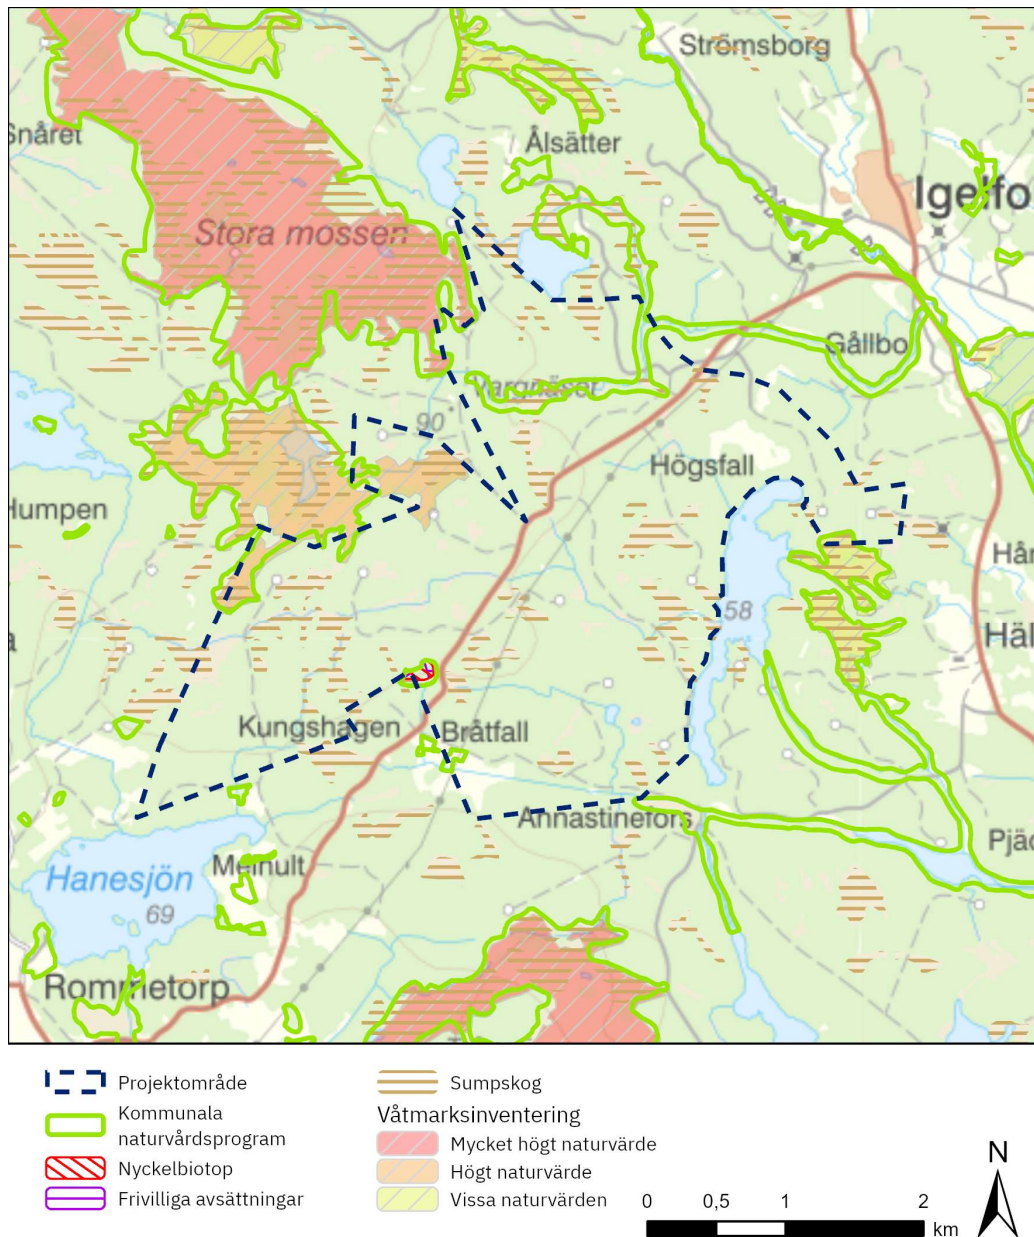 Strömsborg
Snåret
Ålsätter
Igelfo
Stora mossen
Gållbo
Vargnäset
90
Högsfall
Humpen
Hår
58
Häl
a
Kungshagen
Bråtfall
Annastinefors
Pjäd
Melhult
Hanesjön
69
Rommetorp
Projektområde
Kommunala
naturvårdsprogram
Nyckelbiotop
Frivilliga avsättningar
Sumpskog
Våtmarksinventering
Mycket högt naturvärde
Högt naturvärde
Vissa naturvärden
N
0 0,5 1 2
km